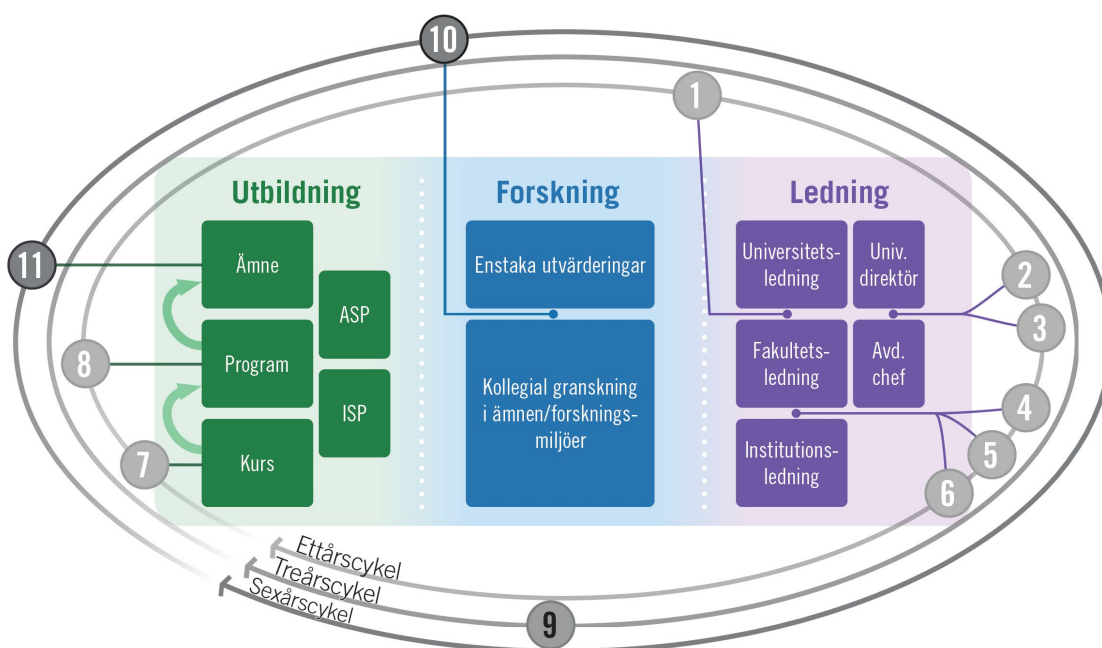 10
1
Utbildning
Forskning
Ledning
11
Ämne
ASP
Program
ISP
Kurs
8
7
Enstaka utvärderingar
Kollegial granskning
i ämnen/forsknings-
miljöer
Universitets-
ledning
Univ.
direktör
Fakultets-
ledning
Avd.
chef
Institutions-
ledning
2
3
4
5
6
Ettårscykel
Treårscykel
Sexårscykel
9